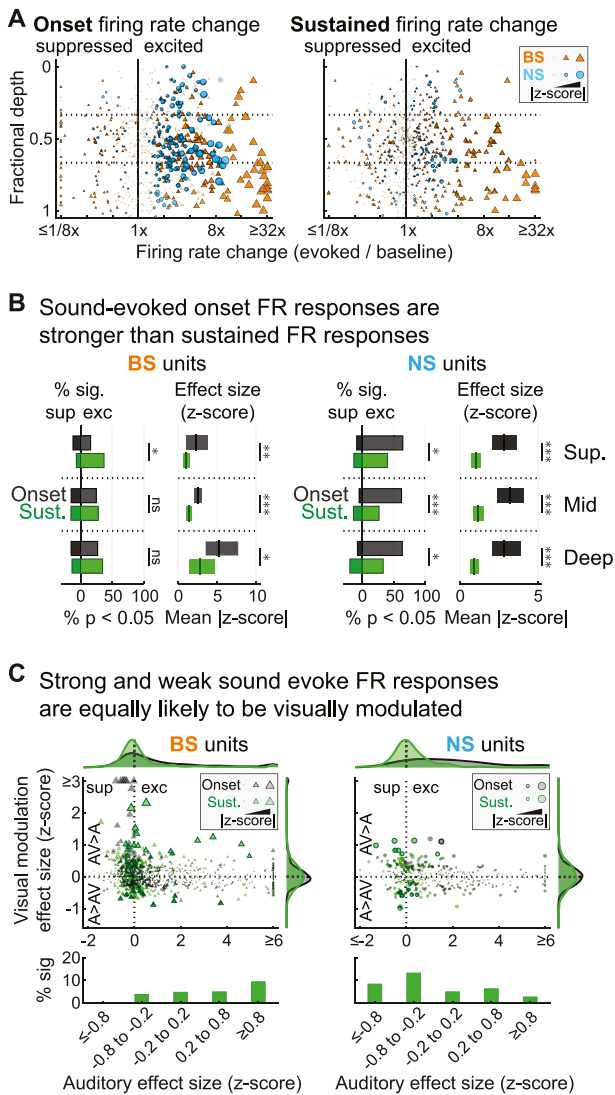 A Onset firing rate change Sustained firing rate change
suppressed excited suppressed excited
BS
NS
|z-score|
Fractional depth
0
0.5
1
≤1/8x 1x 8x ≥32x ≤1/8x 1x 8x ≥32x
Firing rate change (evoked / baseline)
B Sound-evoked onset FR responses are
stronger than sustained FR responses
BS units NS units
% sig. Effect size % sig. Effect size
sup exc (z-score) sup exc (z-score)
* ** * *** Sup.
Onset
Sust.
ns *** ns *** Mid
ns * * *** Deep
0 50 100 0 5 10 0 50 100 0 5
% p < 0.05 Mean |z-score| % p < 0.05 Mean |z-score|
C Strong and weak sound evoke FR responses
are equally likely to be visually modulated
BS units NS units
Visual modulation
effect size (z-score)
≥3
2
1
0
-1
sup exc
Onset
Sust.
|z-score|
AV>A
A>AV
-2 0 2 4 ≥6
sup exc
Onset
Sust.
|z-score|
AV>A
A>AV
≤-2 0 2 ≥6
% sig
20
10
0
≤-0.8 -0.8 to -0.2 -0.2 to 0.2 0.2 to 0.8 ≥0.8
≤-0.8 -0.8 to -0.2 -0.2 to 0.2 0.2 to 0.8 ≥0.8
Auditory effect size (z-score) Auditory effect size (z-score)